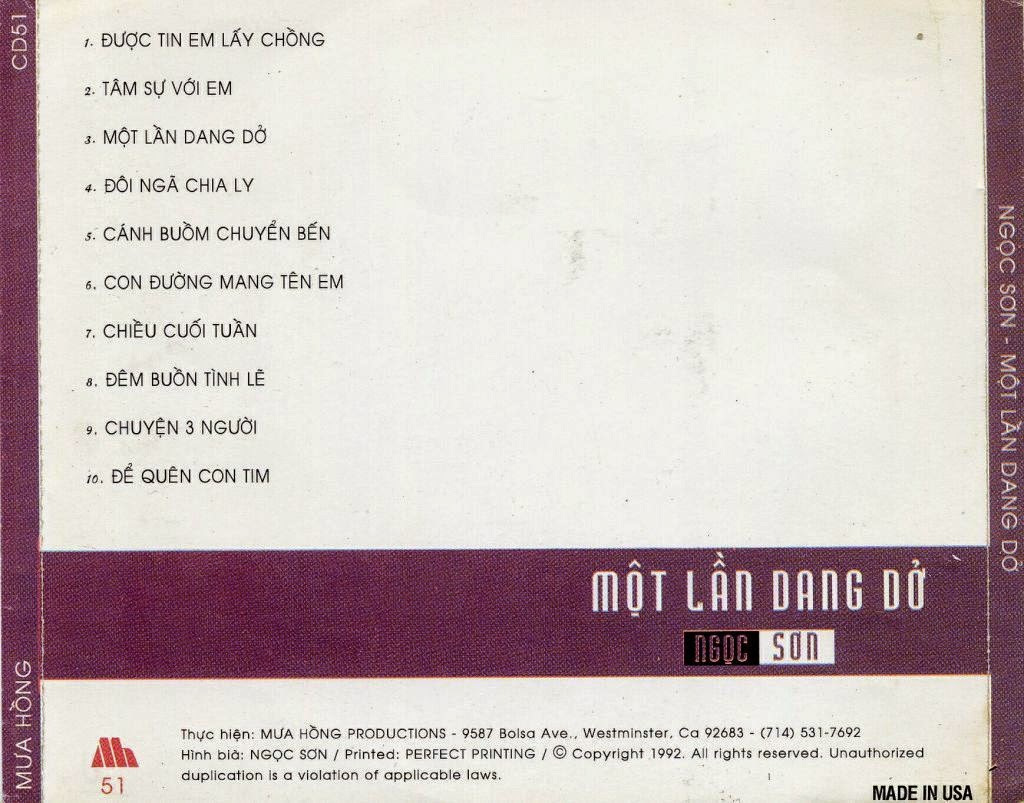 CD51
MƯA HỒNG
1. ĐƯỢC TIN EM LẤY CHỒNG
2. TÂM SỰ VỚI EM
3. MỘT LẦN DANG DỞ
4. ĐÔI NGÃ CHIA LY
5. CÁNH BUỒM CHUYỂN BẾN
6. CON ĐƯỜNG MANG TÊN EM
7. CHIỀU CUỐI TUẦN
8. ĐÊM BUỒN TỈNH LẼ
9. CHUYỆN 3 NGƯỜI
10. ĐỂ QUÊN CON TIM
MỘT LẦN DANG DỞ
NGỌC SƠN
51
Thực hiện: MƯA HỒNG PRODUCTIONS - 9587 Bolsa Ave., Westminster, Ca 92683 - (714) 531-7692
Hình bià: NGỌC SƠN / Printed: PERFECT PRINTING / © Copyright 1992. All rights reserved. Unauthorized
duplication is a violation of applicable laws.
MADE IN USA
NGỌC SƠN - MỘT LẦN DANG DỞ